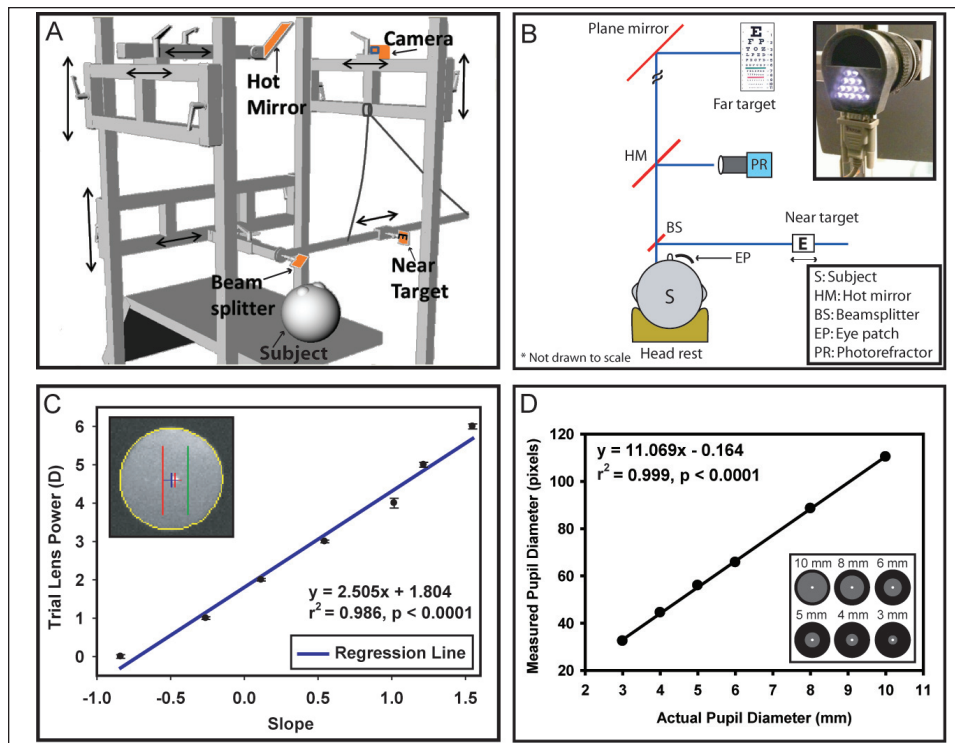 A
Camera
Hot
Mirror
Beam
splitter
Near
Target
Subject
B
Plane mirror
E
F P
T O Z
L P E D
P E C F D
Far target
HM
PR
BS
Near target
E
EP
S
S: Subject
HM: Hot mirror
BS: Beamsplitter
EP: Eye patch
PR: Photorefractor
* Not drawn to scale
Head rest
C
Trial Lens Power (D)
6
5
4
3
2
1
0
y = 2.505x + 1.804
r2 = 0.986, p < 0.0001
Regression Line
-1.0 -0.5 0.0 0.5 1.0 1.5
Slope
D
Measured Pupil Diameter (pixels)
120
100
80
60
40
20
y = 11.069x - 0.164
r2 = 0.999, p < 0.0001
10 mm 8 mm 6 mm
5 mm 4 mm 3 mm
2 3 4 5 6 7 8 9 10 11
Actual Pupil Diameter (mm)